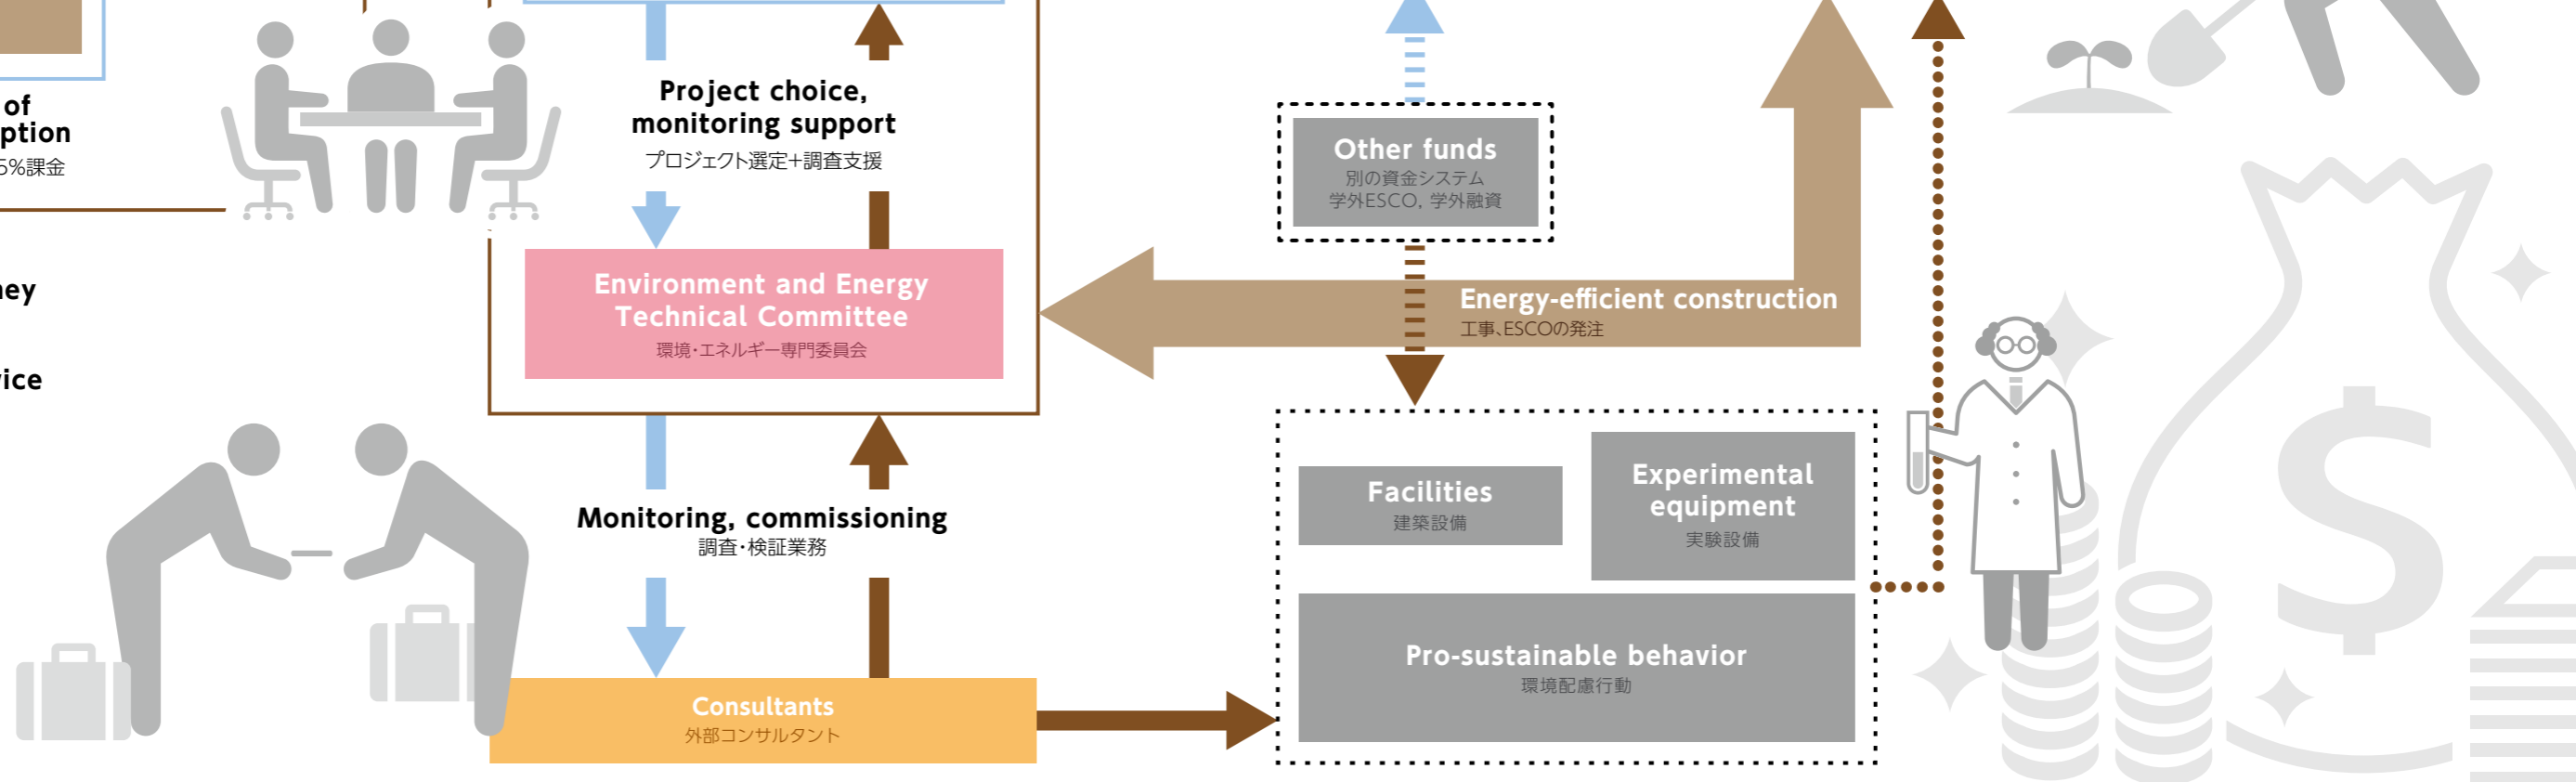 of
ption
5%課金
ney
vice
Project choice,
monitoring support
プロジェクト選定+調査支援
Environment and Energy
Technical Committee
環境・エネルギー専門委員会
Monitoring, commissioning
調査・検証業務
Consultants
外部コンサルタント
Other funds
別の資金システム
学外ESCO, 学外融資
Energy-efficient construction
工事、ESCOの発注
Facilities
建築設備
Experimental
equipment
実験設備
Pro-sustainable behavior
環境配慮行動
$